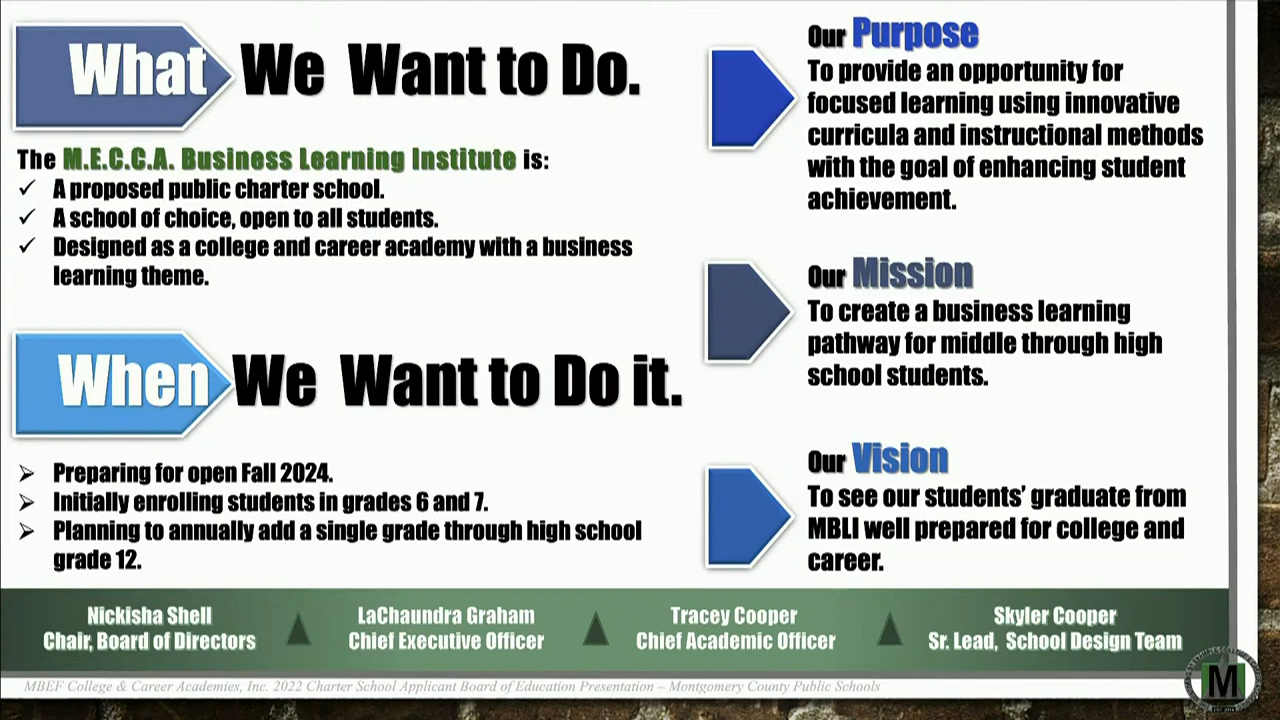 What We Want to Do.
The M.E.C.C.A. Business Learning Institute is:
✓ A proposed public charter school.
✓ A school of choice, open to all students.
✓ Designed as a college and career academy with a business
learning theme.
When We Want to Do it.
➢ Preparing for open Fall 2024.
➢ Initially enrolling students in grades 6 and 7.
➢ Planning to annually add a single grade through high school
grade 12.
Our Purpose
To provide an opportunity for
focused learning using innovative
curricula and instructional methods
with the goal of enhancing student
achievement.
Our Mission
To create a business learning
pathway for middle through high
school students.
Our Vision
To see our students’ graduate from
MBLI well prepared for college and
career.
Nickisha Shell
Chair, Board of Directors
LaChaundra Graham
Chief Executive Officer
Tracey Cooper
Chief Academic Officer
Skyler Cooper
Sr. Lead, School Design Team
MBEF College & Career Academies, Inc. 2022 Charter School Applicant Board of Education Presentation – Montgomery County Public Schools
M